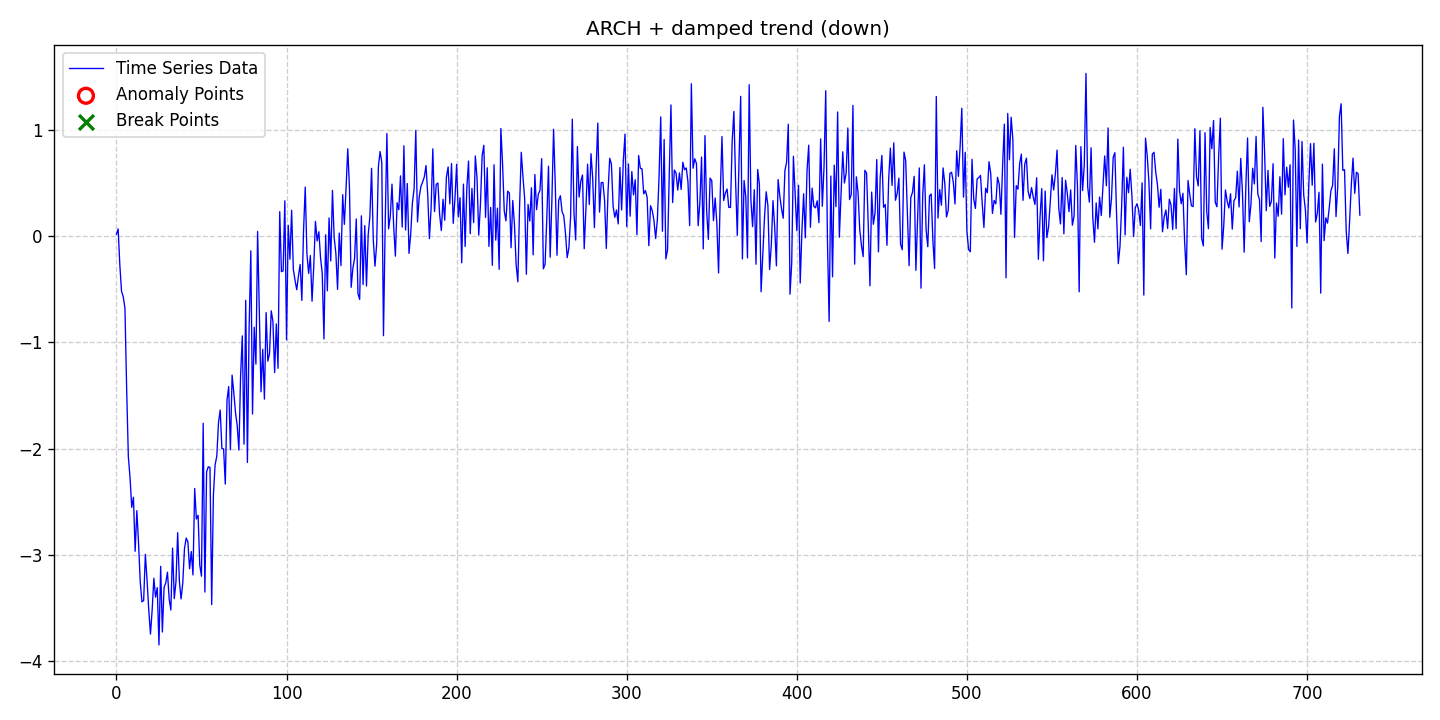 ARCH + damped trend (down)
Time Series Data
Anomaly Points
Break Points
1
0
−1
−2
−3
−4
0 100 200 300 400 500 600 700